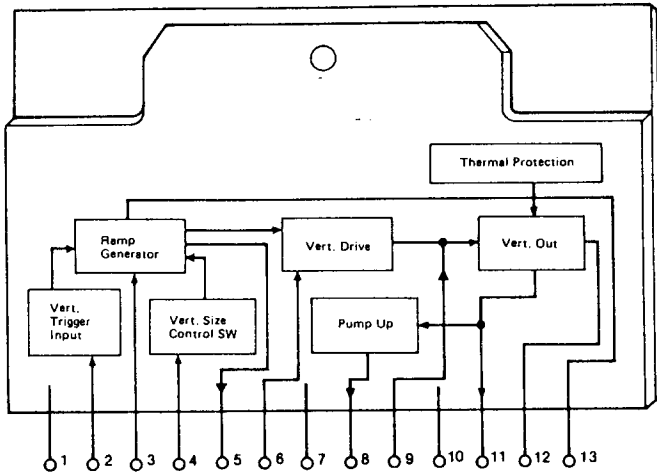 Thermal Protection
Ramp
Generator
Vert. Drive
Vert. Out
Vert.
Trigger
Input
Vert. Size
Control SW
Pump Up
1 2 3 4 5 6 7 8 9 10 11 12 13